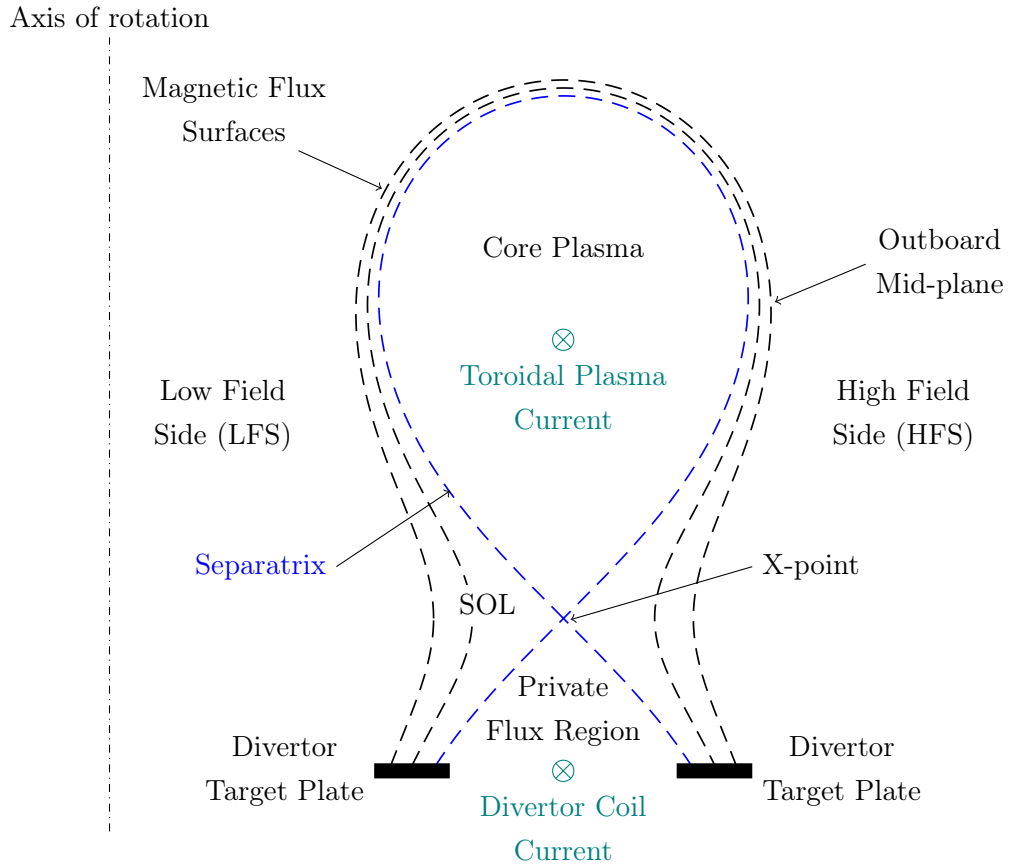 Axis of rotation
Magnetic Flux
Surfaces
Core Plasma
Outboard
Mid-plane
Toroidal Plasma
Current
Low Field
Side (LFS)
High Field
Side (HFS)
Separatrix
X-point
SOL
Private
Flux Region
Divertor
Target Plate
Divertor
Target Plate
Divertor Coil
Current